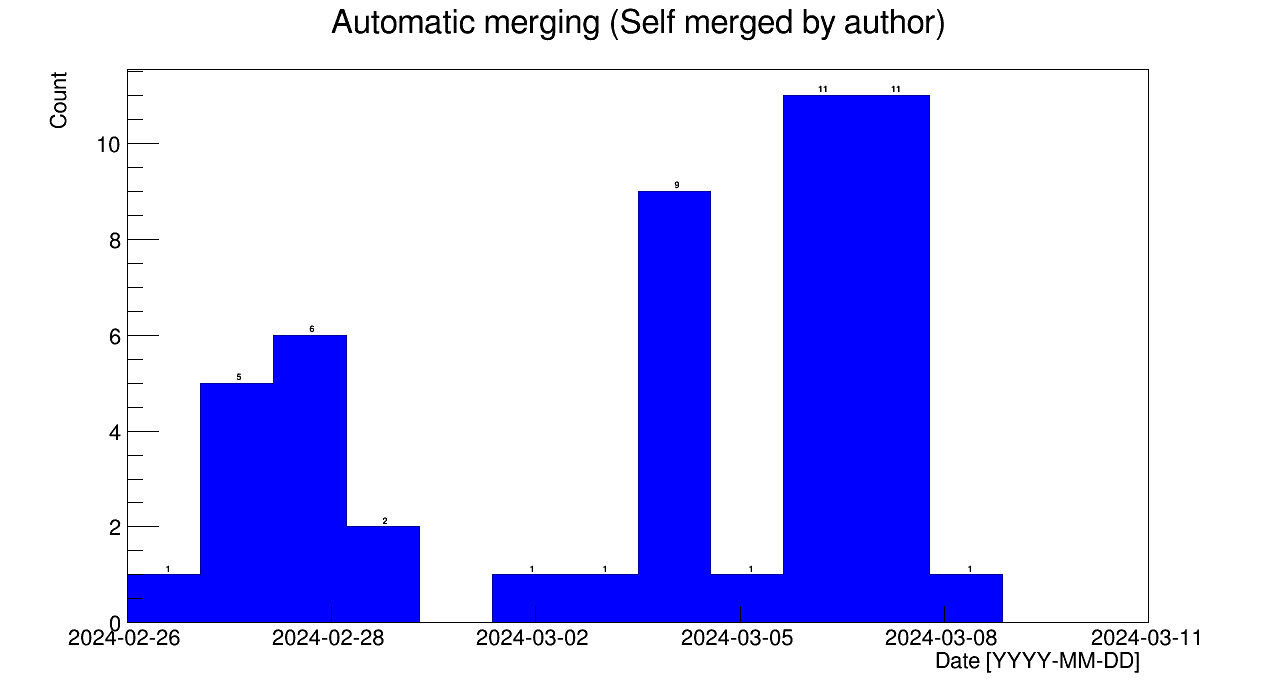 Automatic merging (Self merged by author)
Count
11 11
10
9
8
6
6
5
4
2
2
1 1 1 1 1
0
2024-02-26 2024-02-28 2024-03-02 2024-03-05 2024-03-08 2024-03-11
Date [YYYY-MM-DD]